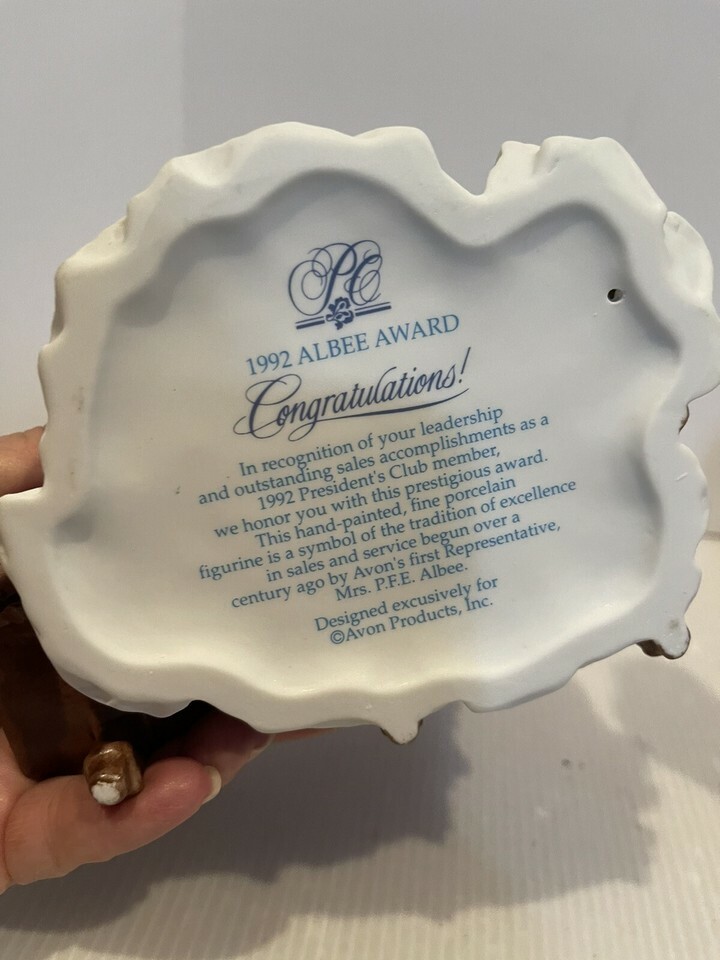 PC
1992 ALBEE AWARD
Congratulations!
In recognition of your leadership
and outstanding sales accomplishments as a
1992 President's Club member,
we honor you with this prestigious award.
This hand-painted, fine porcelain
figurine is a symbol of the tradition of excellence
in sales and service begun over a
century ago by Avon's first Representative,
Mrs. P.F.E. Albee.
Designed excusively for
©Avon Products, Inc.